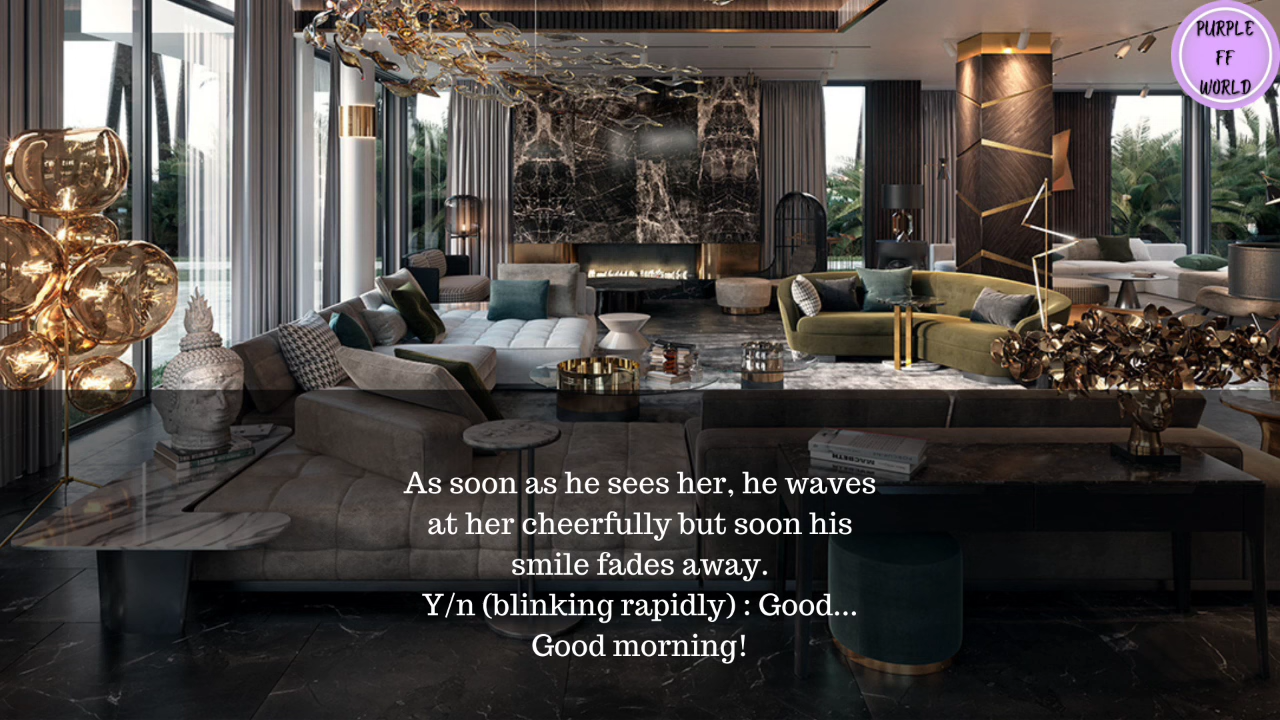 PURPLE
FF
WORLD
As soon as he sees her, he waves
at her cheerfully but soon his
smile fades away.
Y/n (blinking rapidly) : Good...
Good morning!
MACBETH